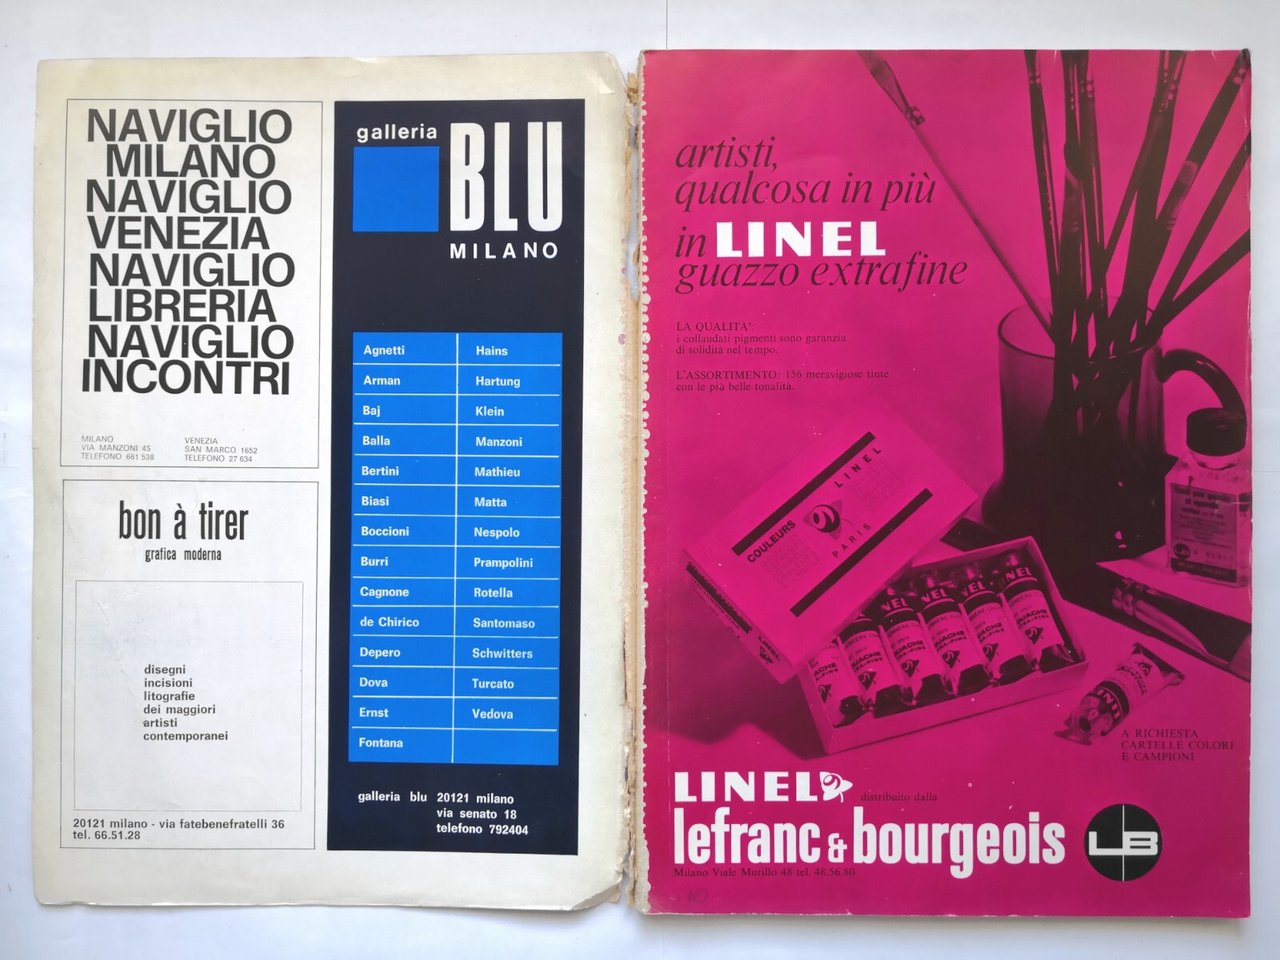 NAVIGLIO
MILANO
NAVIGLIO
VENEZIA
NAVIGLIO
LIBRERIA
NAVIGLIO
INCONTRI
MILANO
VIA MANZONI 45
TELEFONO 661 538
VENEZIA
SAN MARCO 1652
TELEFONO 27 634
bon à tirer
grafica moderna
disegni
incisioni
litografie
dei maggiori
artisti
contemporanei
20121 milano - via fatebenefratelli 36
tel. 66.51.28
galleria
BLU
MILANO
Agnetti
Arman
Baj
Balla
Bertini
Biasi
Boccioni
Burri
Cagnone
de Chirico
Depero
Dova
Ernst
Fontana
Hains
Hartung
Klein
Manzoni
Mathieu
Matta
Nespolo
Prampolini
Rotella
Santomaso
Schwitters
Turcato
Vedova
galleria blu 20121 milano
via senato 18
telefono 792404
artisti,
qualcosa in più
in LINEL
guazzo extrafine
LA QUALITA':
i collaudati pigmenti sono garanzia
di solidità nel tempo.
L'ASSORTIMENTO: 156 meravigiose tinte
con le più belle tonalità.
LINEL
COULEURS
PARIS
LINEL
A RICHIESTA
CARTELLE COLORI
E CAMPIONI
LINEL distribuito dalla
lefranc & bourgeois
LB
Milano Viale Murillo 48 tel. 48.56.80